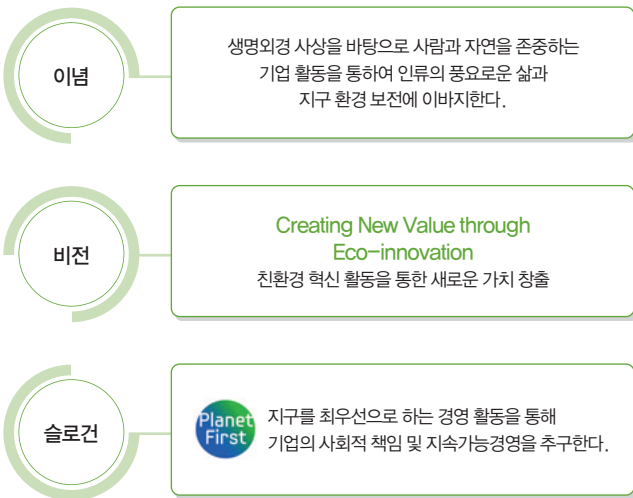 이념
생명외경 사상을 바탕으로 사람과 자연을 존중하는
기업 활동을 통하여 인류의 풍요로운 삶과
지구 환경 보전에 이바지한다.
비전
Creating New Value through
Eco-innovation
친환경 혁신 활동을 통한 새로운 가치 창출
슬로건
Planet
First
지구를 최우선으로 하는 경영 활동을 통해
기업의 사회적 책임 및 지속가능경영을 추구한다.